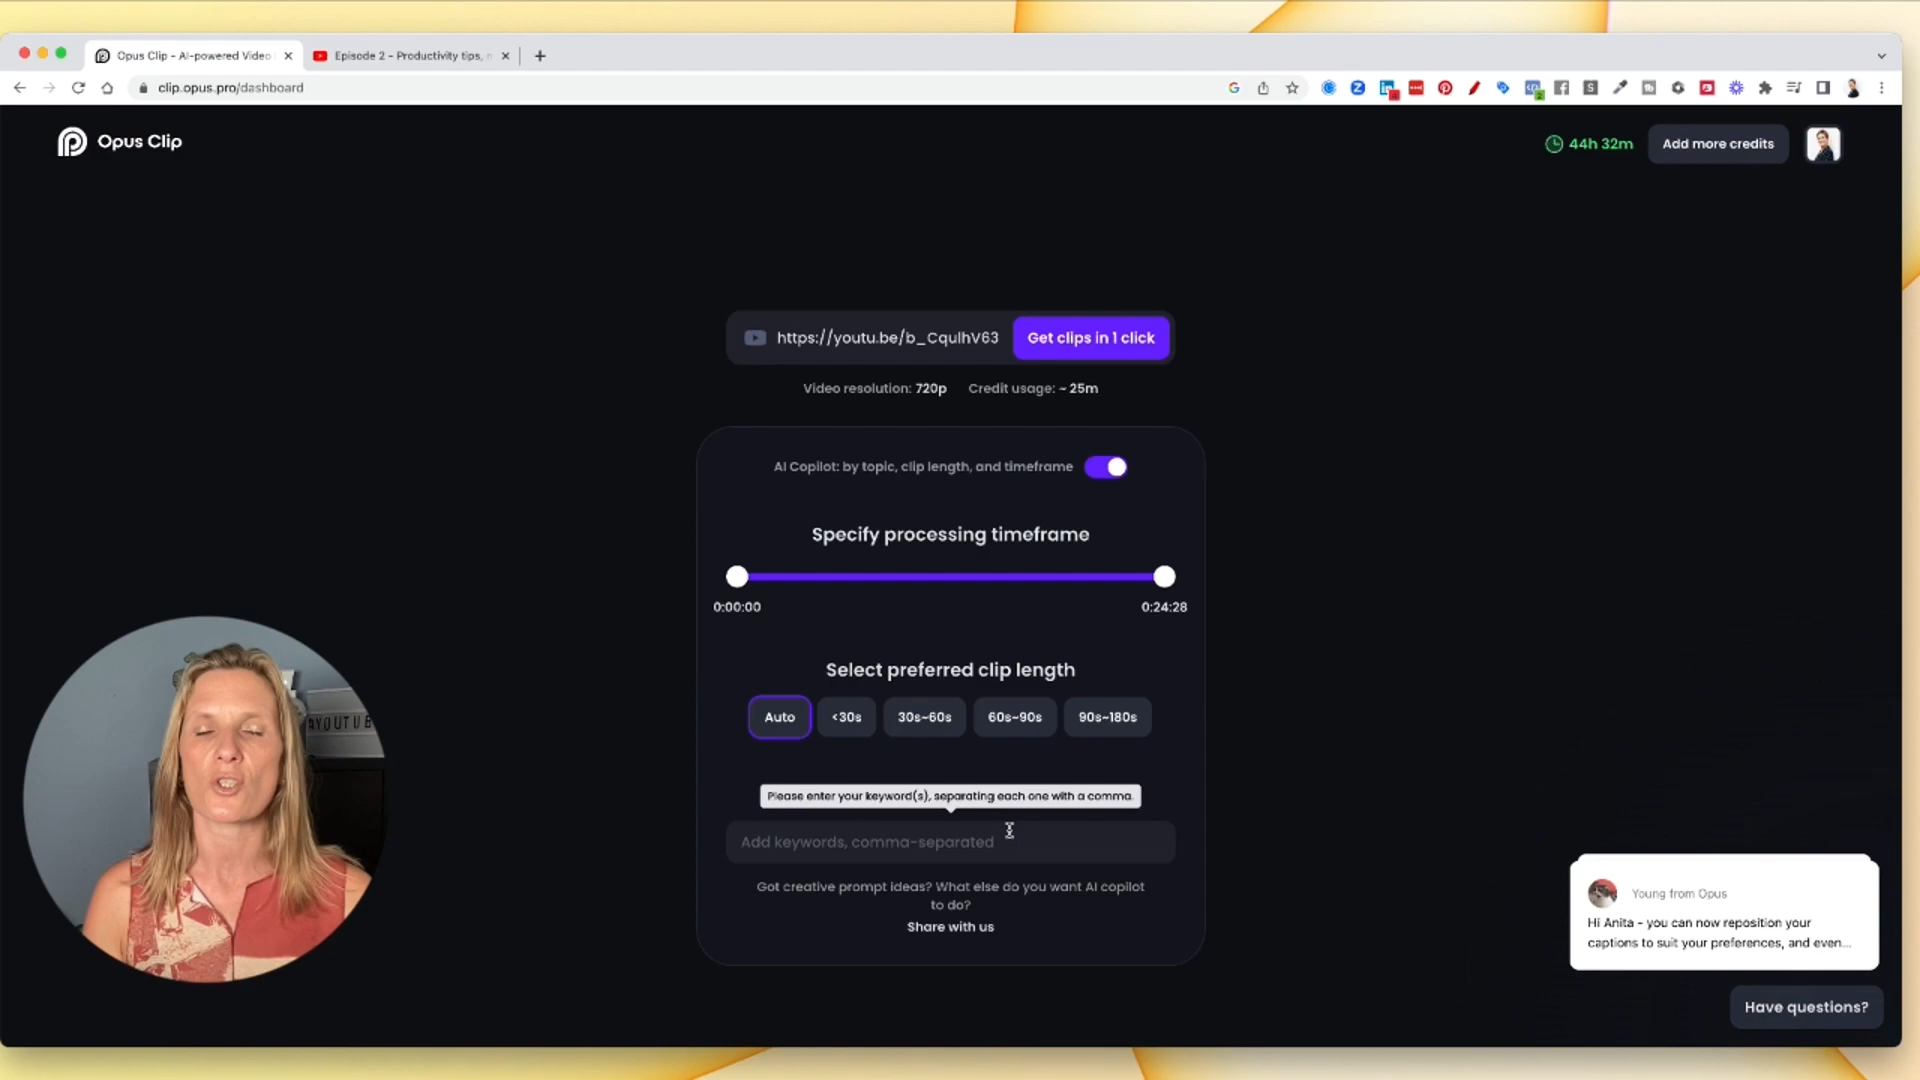 Opus Clip - AI-powered Video
Episode 2 - Productivity tips,
clip.opus.pro/dashboard
Opus Clip
44h 32m
Add more credits
https://youtu.be/b_CqulhV63
Get clips in 1 click
Video resolution: 720p
Credit usage: ~ 25m
AI Copilot: by topic, clip length, and timeframe
Specify processing timeframe
0:00:00
0:24:28
Select preferred clip length
Auto
<30s
30s~60s
60s~90s
90s~180s
Please enter your keyword(s), separating each one with a comma.
Add keywords, comma-separated
Got creative prompt ideas? What else do you want AI copilot
to do?
Share with us
Young from Opus
Hi Anita - you can now reposition your
captions to suit your preferences, and even...
Have questions?